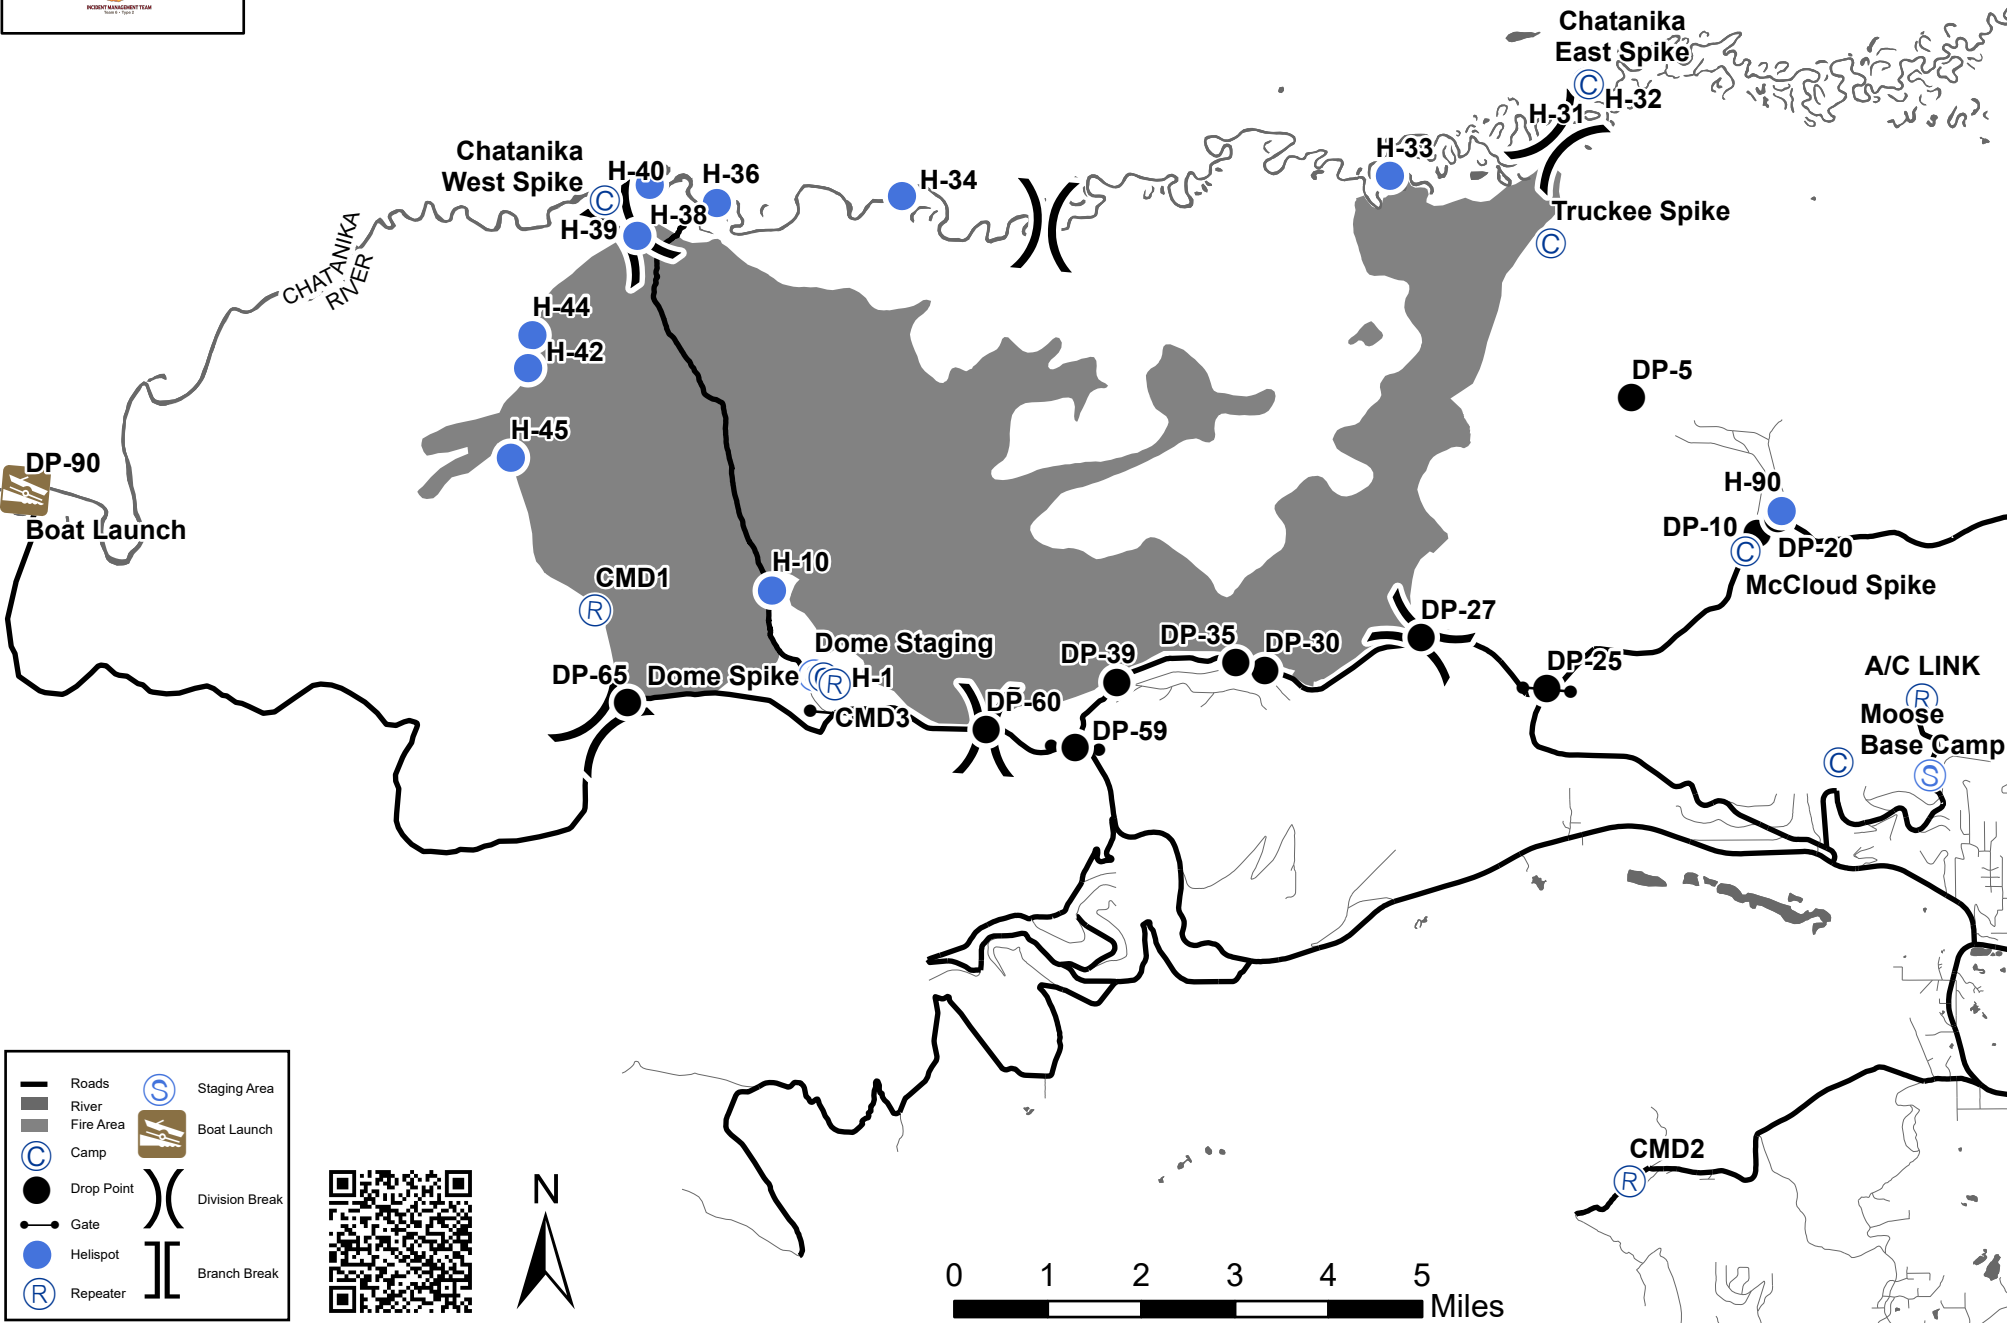 INCIDENT MANAGEMENT TEAM
Chatanika
East Spike
H-32
H-31
H-33
Chatanika
West Spike
H-40
H-36
H-34
H-38
H-39
Truckee Spike
CHATANIKA
RIVER
H-44
H-42
DP-5
H-45
DP-90
Boat Launch
H-90
DP-10
DP-20
McCloud Spike
H-10
CMD1
R
DP-27
Dome Staging
DP-35
DP-30
DP-39
DP-65
Dome Spike
R
H-1
CMD3
DP-60
DP-59
DP-25
A/C LINK
R
Moose
Base Camp
C
S
C
C
C
C
CMD2
R
Roads
River
Fire Area
C Camp
Drop Point
Gate
Helispot
R Repeater
S Staging Area
Boat Launch
Division Break
Branch Break
N
0 1 2 3 4 5
Miles